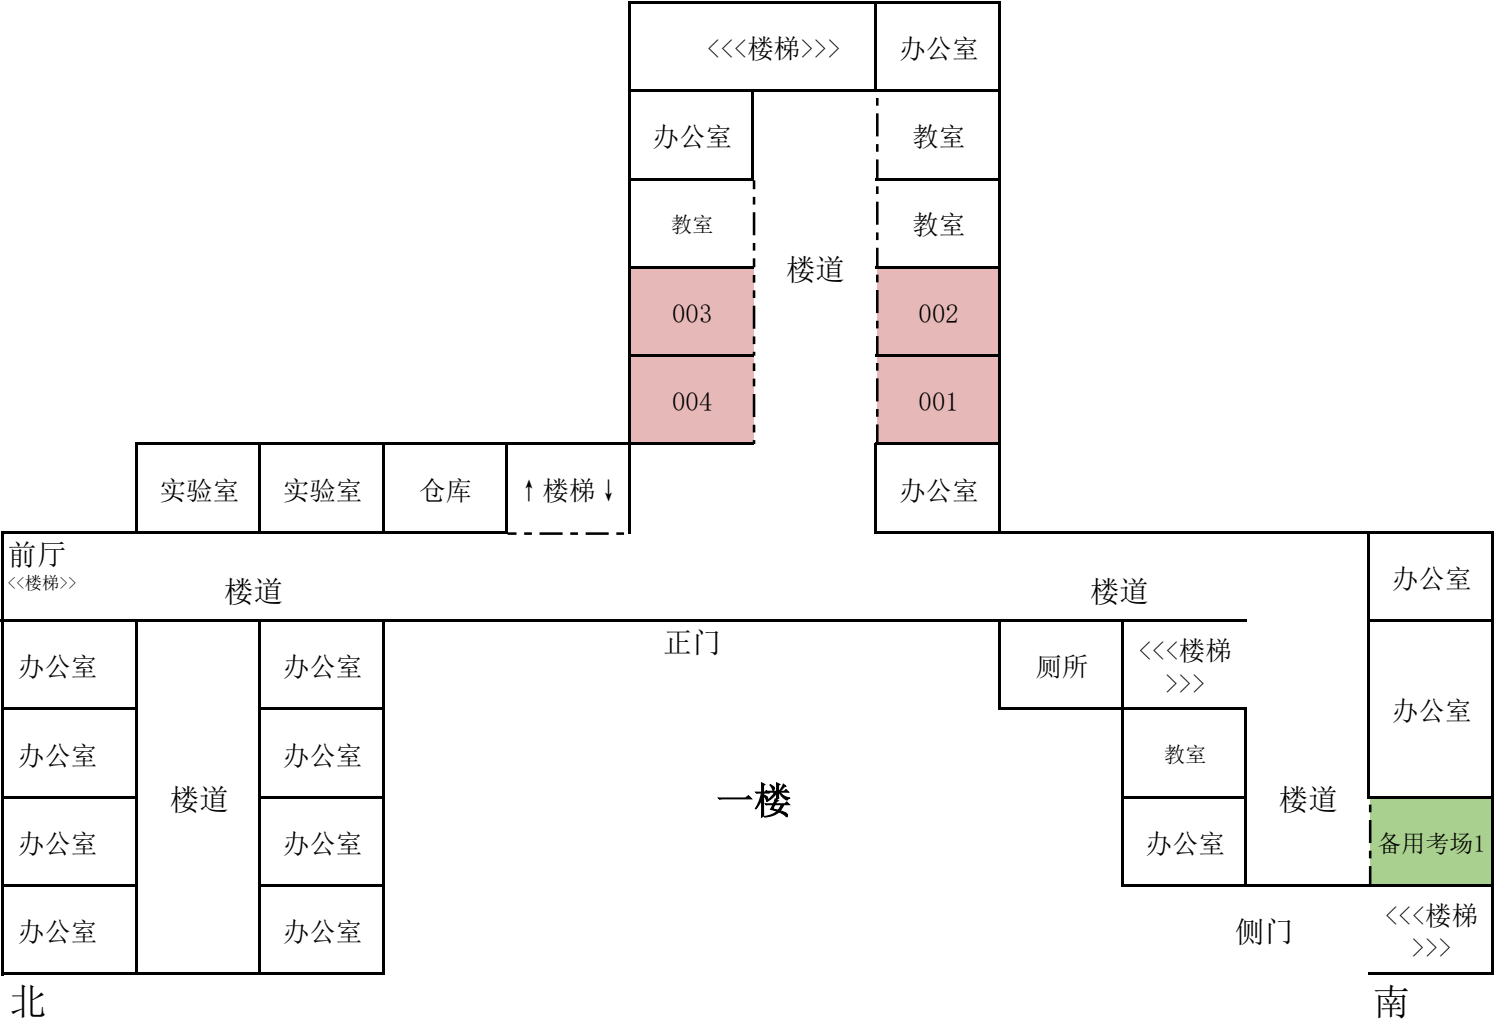 <<<楼梯>>>
办公室
办公室
教室
教室
教室
楼道
003
002
004
001
实验室
实验室
仓库
↑楼梯↓
办公室
前厅
<<楼梯>>
楼道
楼道
办公室
正门
厕所
<<<楼梯
>>>
办公室
办公室
办公室
办公室
办公室
教室
楼道
一楼
楼道
办公室
办公室
办公室
备用考场1
办公室
办公室
侧门
<<<楼梯
>>>
北
南